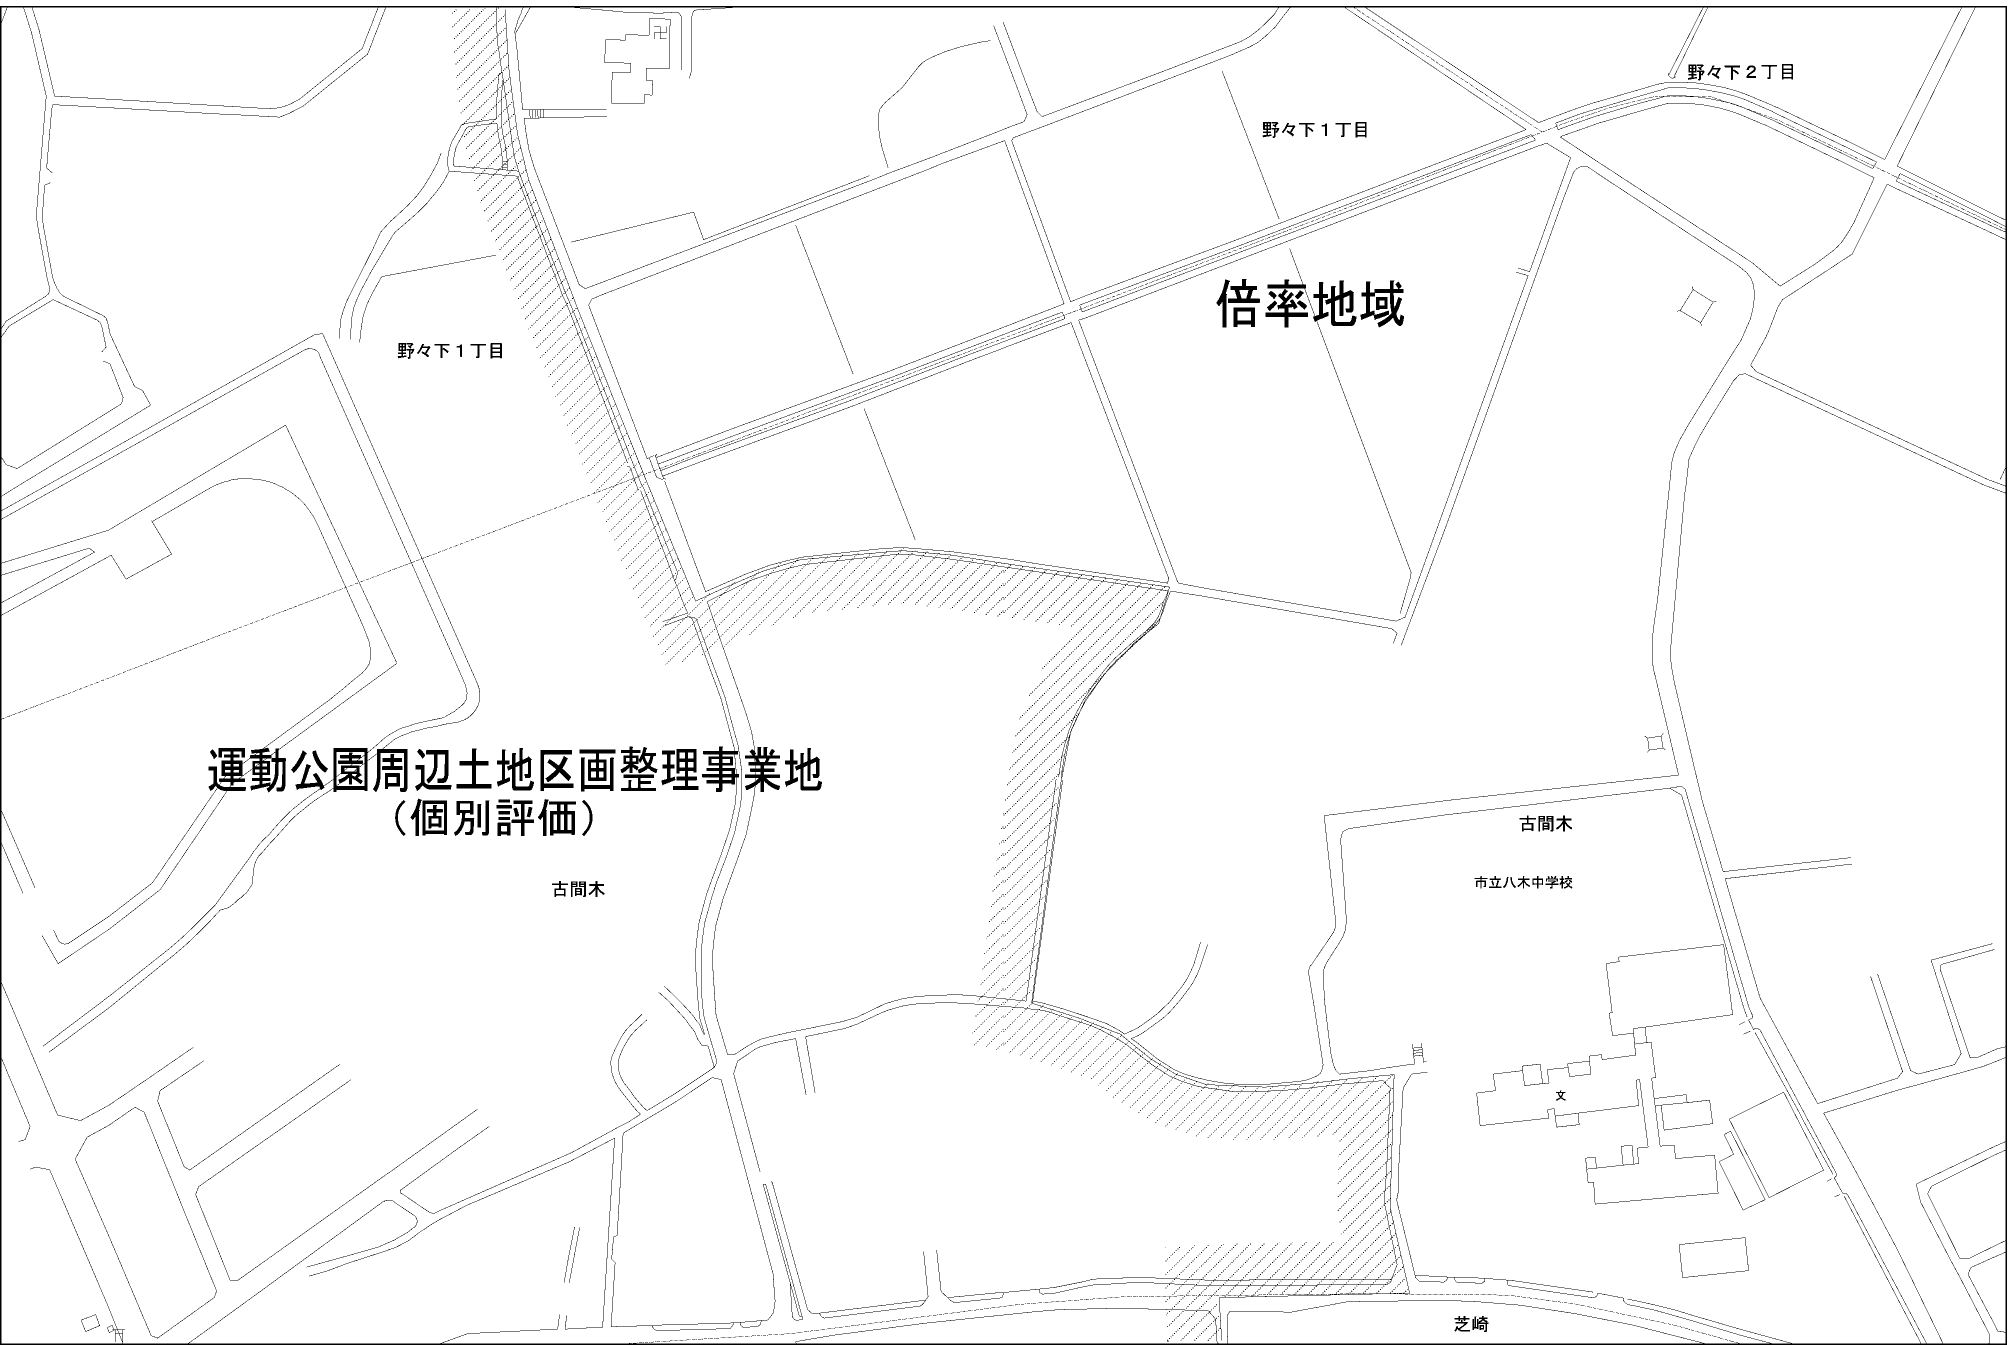 野々下２丁目
野々下１丁目
倍率地域
野々下１丁目
運動公園周辺土地区画整理事業地
（個別評価）
古間木
古間木
市立八木中学校
文
芝崎